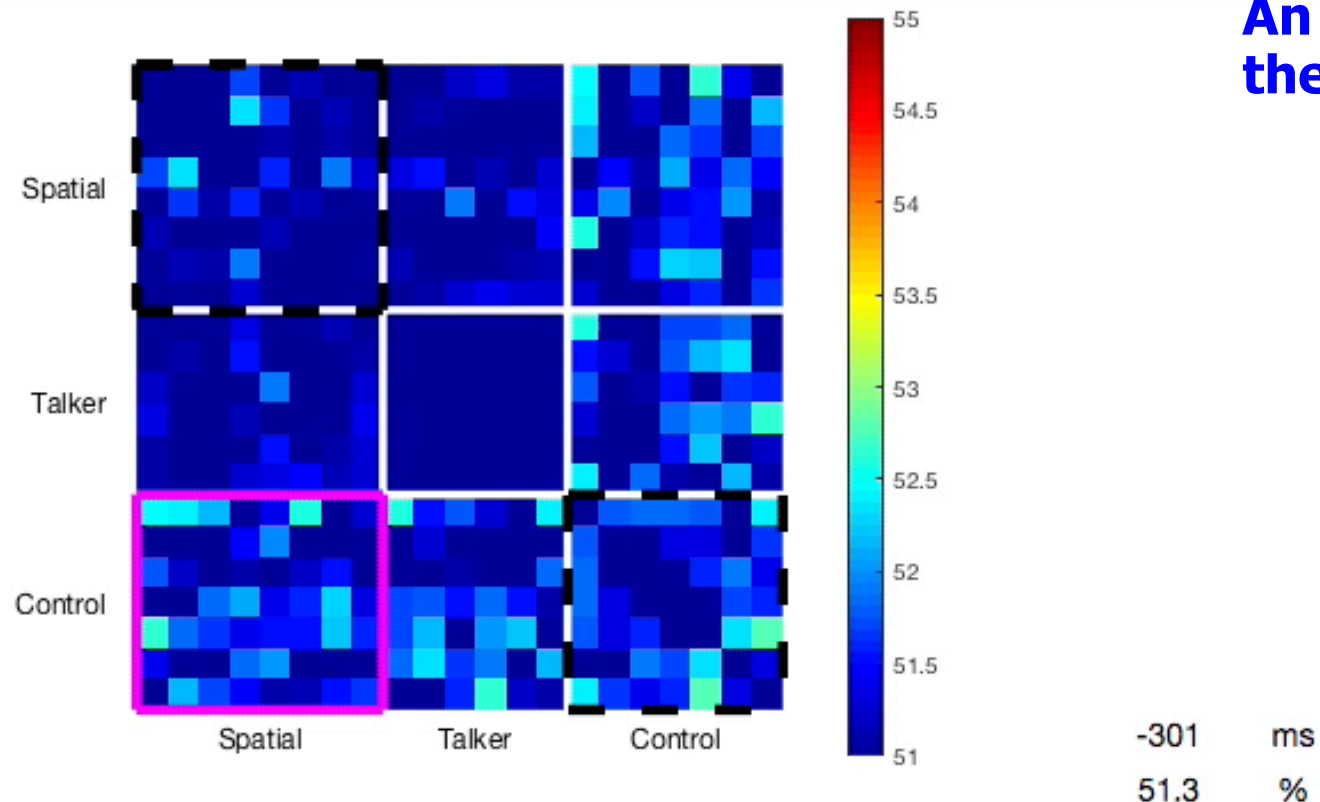 An
the
55
54.5
54
53.5
53
52.5
52
51.5
51
Spatial
Talker
Control
Spatial Talker Control
-301 ms
51.3 %